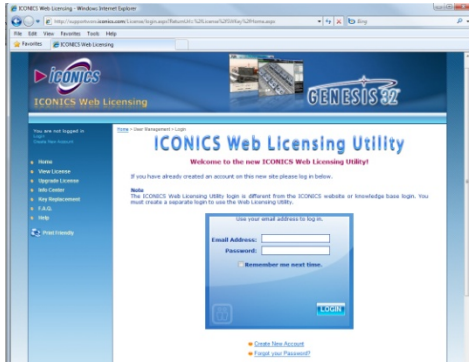 ICONICS Web Licensing - Windows Internet Explorer
Bing
File Edit View Favorites Tools Help
Favorites ICONICS Web Licensing
ICONICS
GENESIS32
ICONICS Web Licensing
You are not logged in
Login
Create New Account
Home > User Management > Login
ICONICS Web Licensing Utility
Welcome to the new ICONICS Web Licensing Utility!
Home
View License
Upgrade License
Info Center
Key Replacement
F.A.Q.
Help
Print Friendly
If you have already created an account on this new site please log in below.
Note
The ICONICS Web Licensing Utility login is different from the ICONICS website or knowledge base login. You
must create a separate login to use the Web Licensing Utility.
Use your email address to log in.
Email Address:
Password:
Remember me next time.
LOGIN
Create New Account
Forgot your Password?